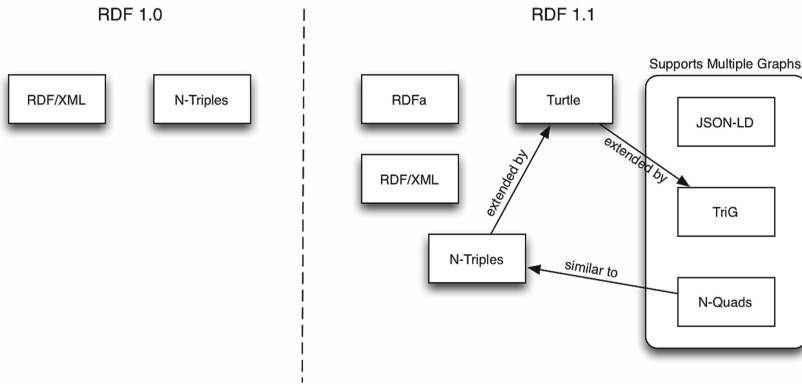 RDF 1.0
RDF/XML
N-Triples
RDF 1.1
Supports Multiple Graphs
RDFa
Turtle
JSON-LD
extended by
extended by
RDF/XML
TriG
N-Triples
similar to
N-Quads